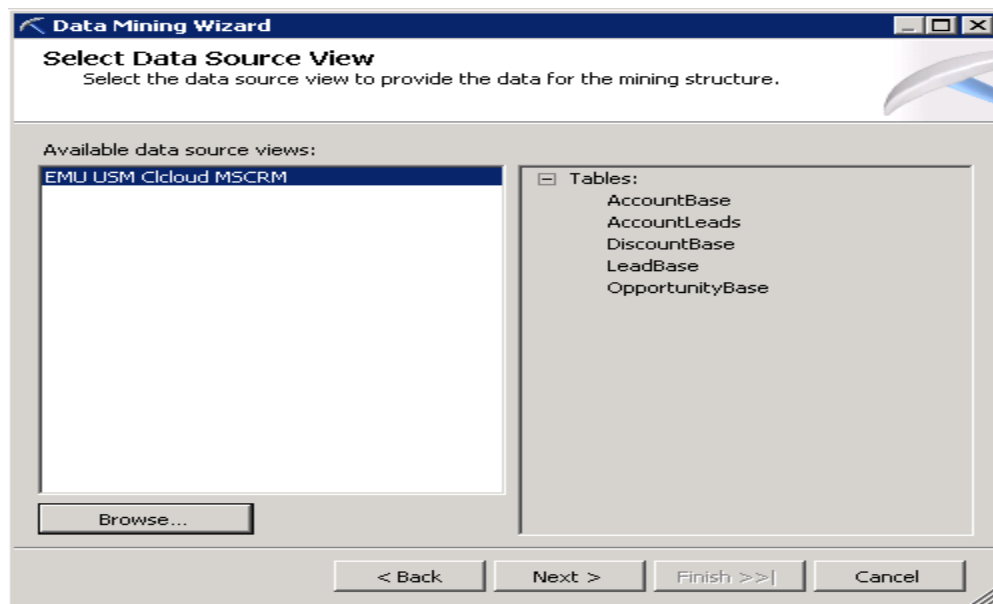 Data Mining Wizard
Select Data Source View
Select the data source view to provide the data for the mining structure.
Available data source views:
EMU USM Clcloud MSCRM
Tables:
AccountBase
AccountLeads
DiscountBase
LeadBase
OpportunityBase
Browse...
< Back
Next >
Finish >>|
Cancel